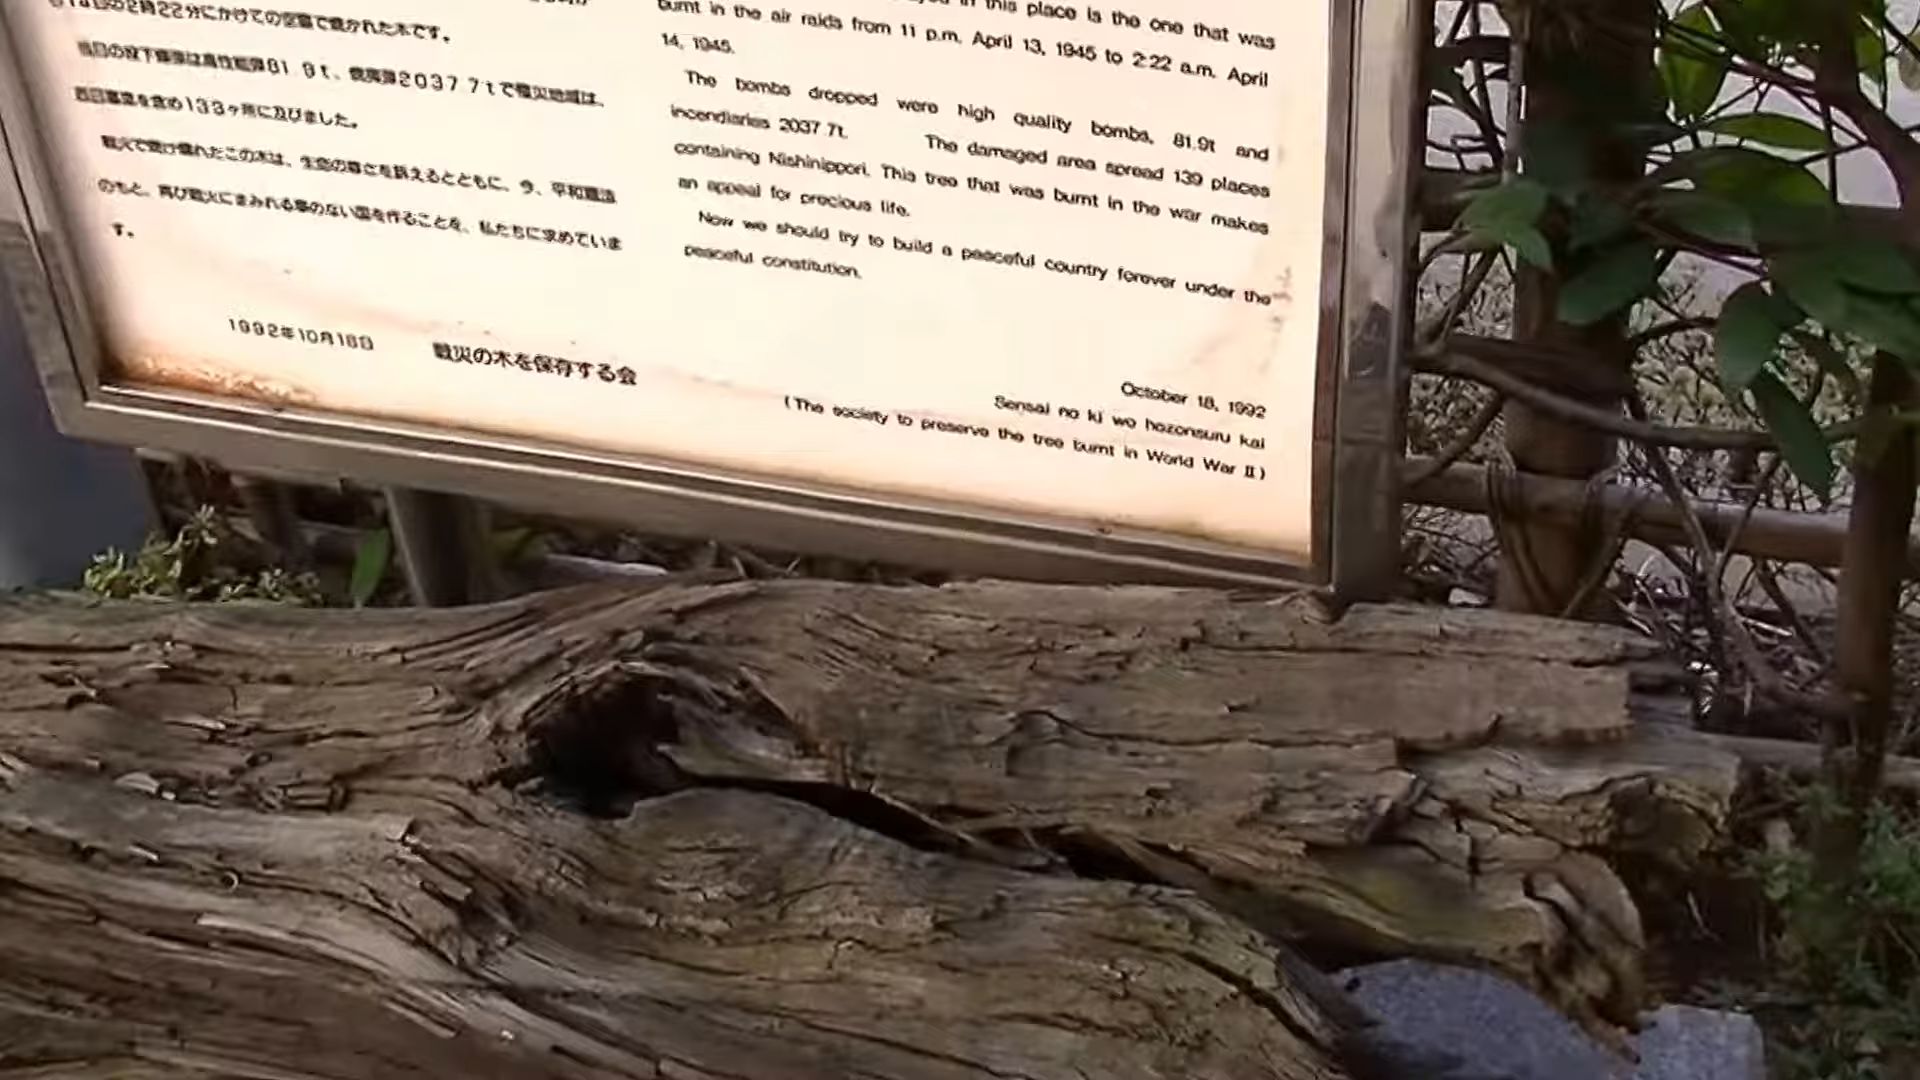 14日の2時22分にかけての空襲で焼かれた木です。
当日の投下爆弾は高性能弾81.9t、焼夷弾2037.7tで罹災地域は、
西日暮里を含め133ヶ所に及びました。
戦火で焼け爛れたこの木は、生命の尊さを訴えるとともに、今、平和憲法
のもと、再び戦火にまみれる事のない国を作ることを、私たちに求めていま
す。
1992年10月18日 戦災の木を保存する会
in this place is the one that was
burnt in the air raids from 11 p.m. April 13, 1945 to 2:22 a.m. April
14, 1945.
The bombs dropped were high quality bombs, 81.9t and
incendiaries 2037.7t. The damaged area spread 139 places
containing Nishinippori. This tree that was burnt in the war makes
an appeal for precious life.
Now we should try to build a peaceful country forever under the
peaceful constitution.
October 18, 1992
Sensai no ki wo hozonsuru kai
(The society to preserve the tree burnt in World War II)